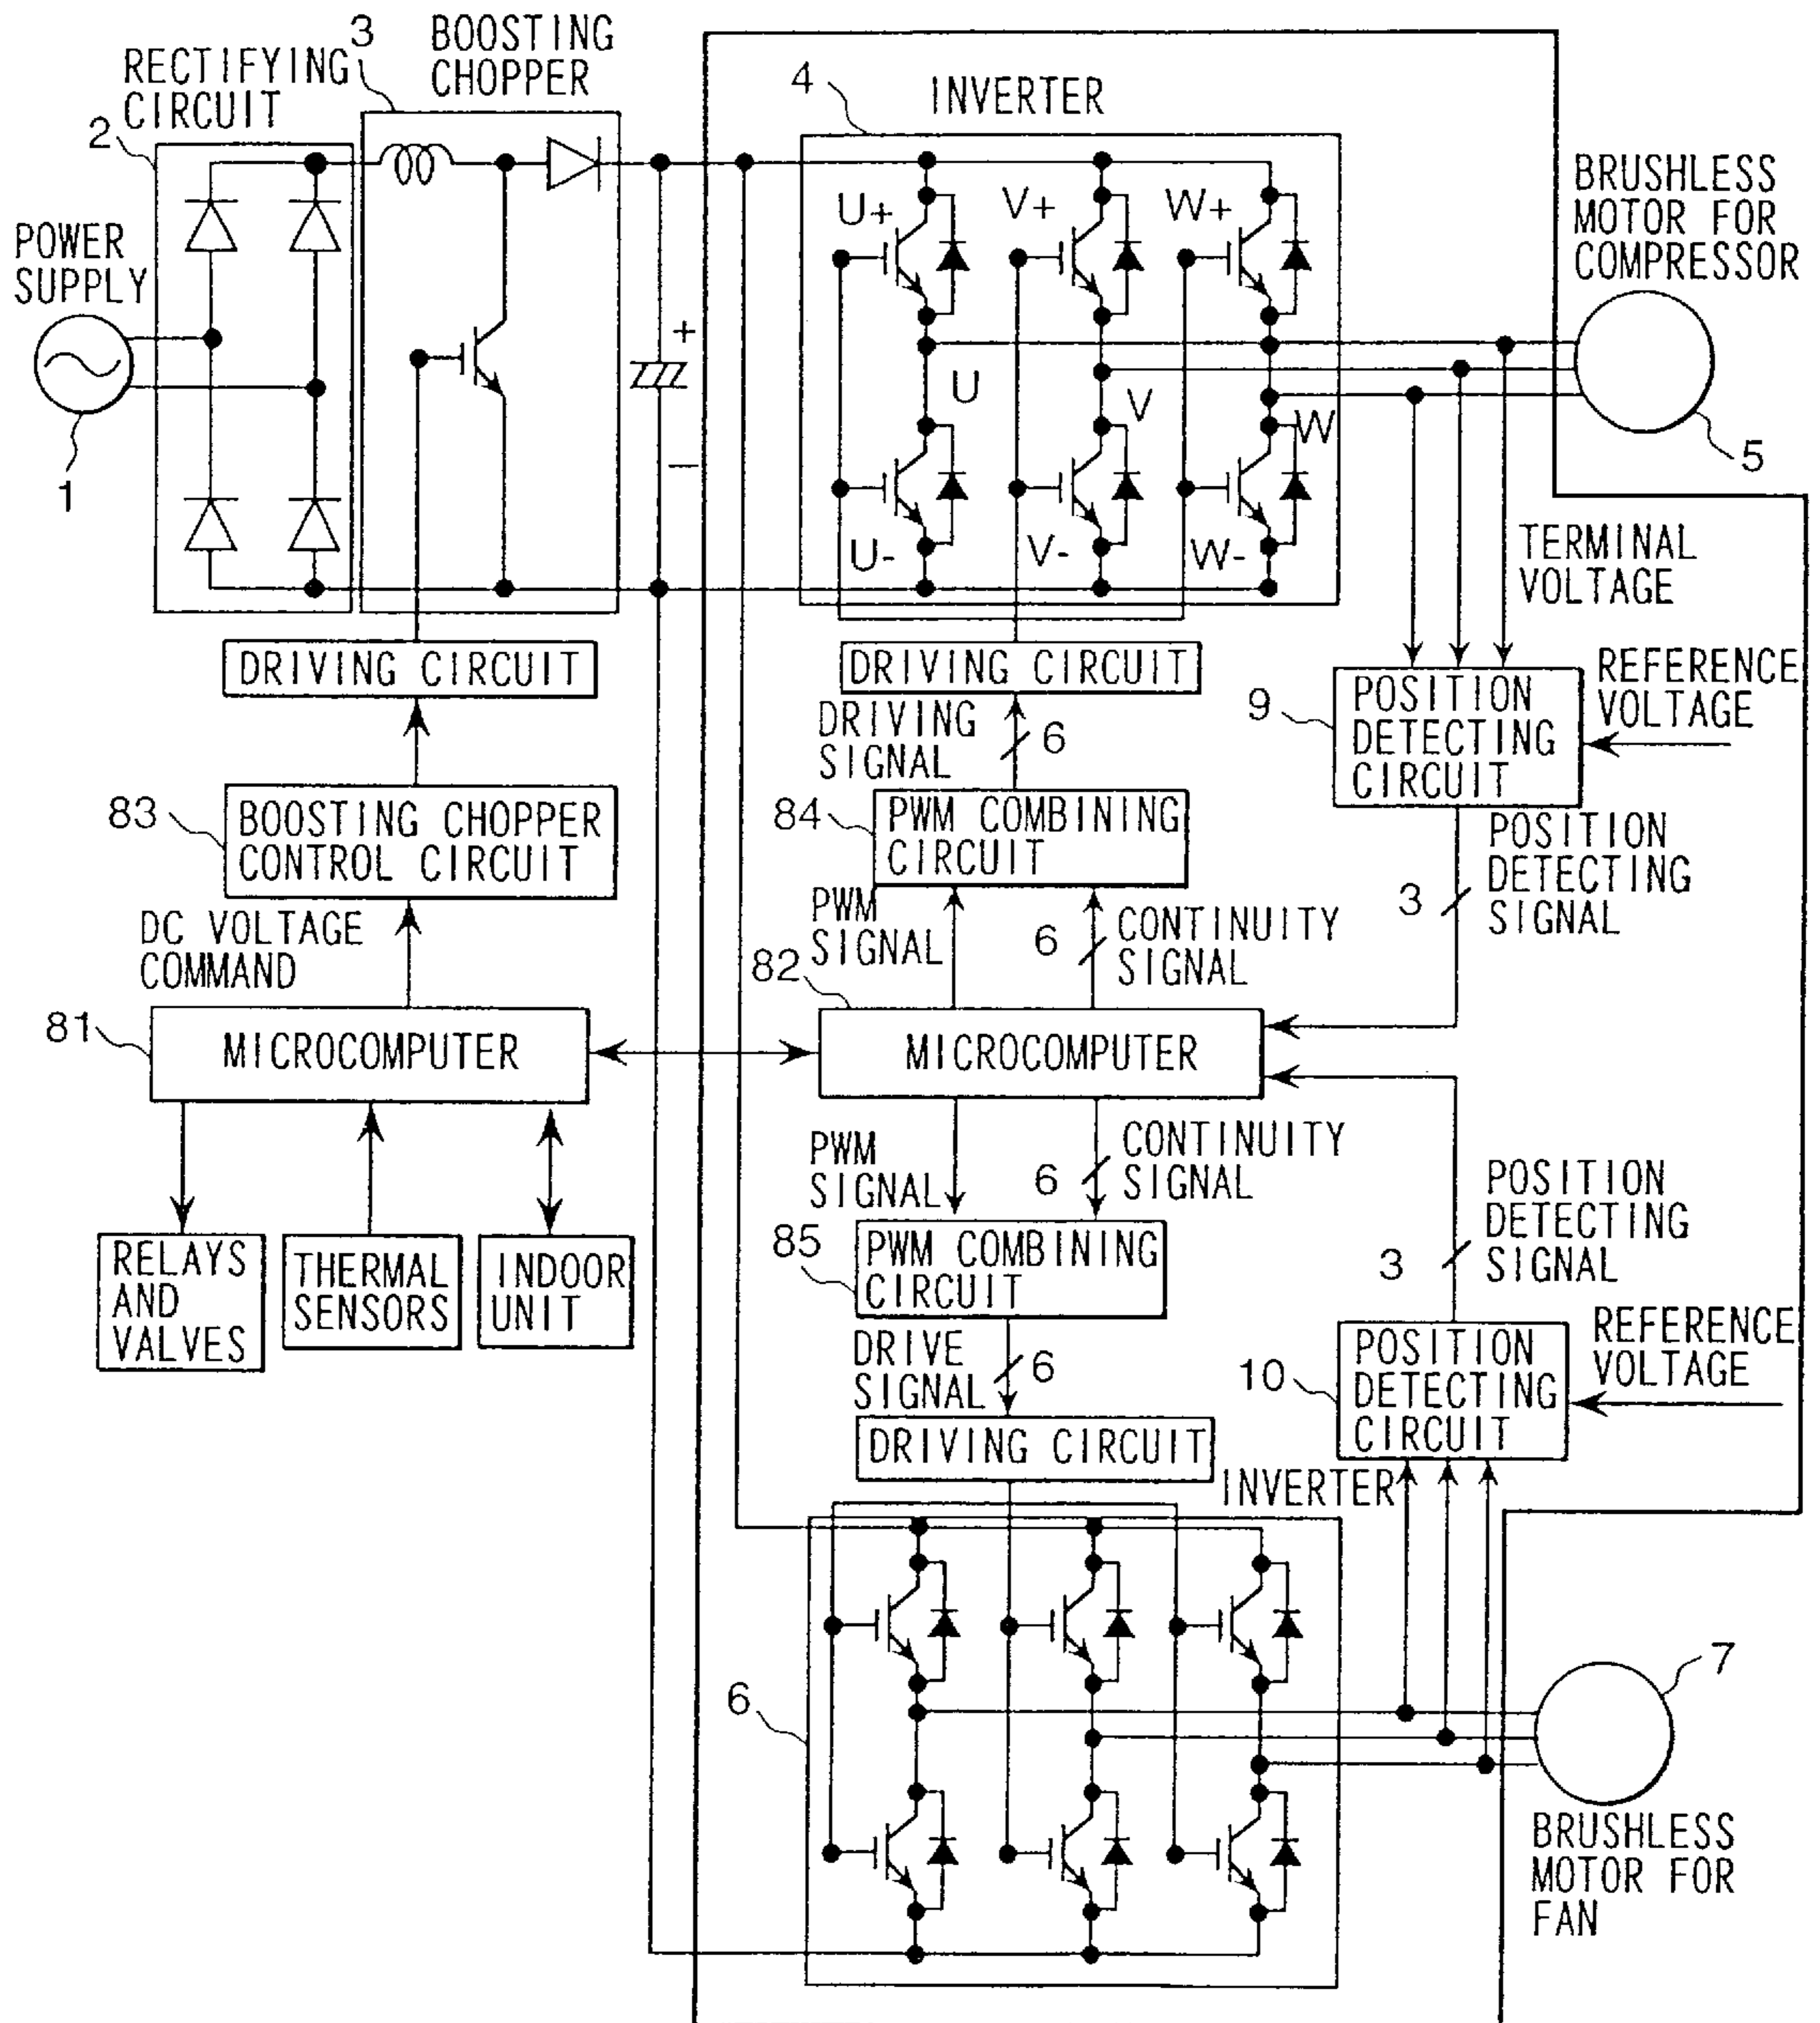 3
BOOSTING
CHOPPER
RECTIFYING
CIRCUIT
2
4
INVERTER
POWER
SUPPLY
1
+
—
U+
V+
W+
U
V
W
U-
V-
W-
BRUSHLESS
MOTOR FOR
COMPRESSOR
5
TERMINAL
VOLTAGE
DRIVING CIRCUIT
DRIVING CIRCUIT
DRIVING
SIGNAL
6
9
POSITION
DETECTING
CIRCUIT
REFERENCE
VOLTAGE
83
BOOSTING CHOPPER
CONTROL CIRCUIT
84
PWM COMBINING
CIRCUIT
POSITION
DETECTING
SIGNAL
3
DC VOLTAGE
COMMAND
PWM
SIGNAL
6
CONTINUITY
SIGNAL
81
MICROCOMPUTER
82
MICROCOMPUTER
PWM
SIGNAL
6
CONTINUITY
SIGNAL
POSITION
DETECTING
SIGNAL
3
RELAYS
AND
VALVES
THERMAL
SENSORS
INDOOR
UNIT
85
PWM COMBINING
CIRCUIT
DRIVE
SIGNAL
6
10
POSITION
DETECTING
CIRCUIT
REFERENCE
VOLTAGE
DRIVING CIRCUIT
INVERTER
6
7
BRUSHLESS
MOTOR FOR
FAN